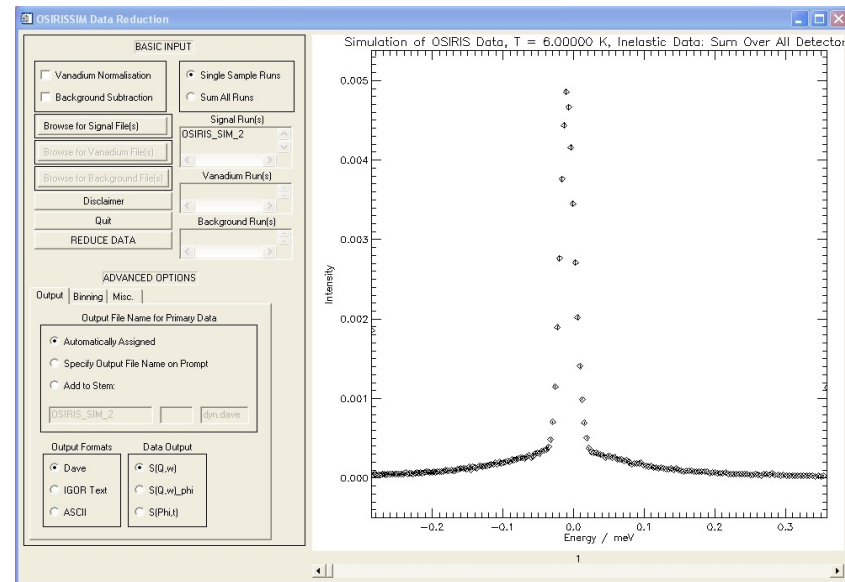 OSIRISSIM Data Reduction
BASIC INPUT
Vanadium Normalisation
Background Subtraction
Single Sample Runs
Sum All Runs
Browse for Signal File(s)
Browse for Vanadium File(s)
Browse for Background File(s)
Disclaimer
Quit
REDUCE DATA
Signal Run(s)
OSIRIS_SIM_2
Vanadium Run(s)
Background Run(s)
ADVANCED OPTIONS
Output Binning Misc.
Output File Name for Primary Data
Automatically Assigned
Specify Output File Name on Prompt
Add to Stem:
OSIRIS_SIM_2 dyn.dave
Output Formats
Dave
IGOR Text
ASCII
Data Output
S(Q,w)
S(Q,w)_phi
S(Phi,t)
Simulation of OSIRIS Data, T = 6.00000 K, Inelastic Data: Sum Over All Detector
0.005
0.004
0.003
0.002
0.001
0.000
Intensity
-0.2 -0.1 0.0 0.1 0.2 0.3
Energy / meV
1